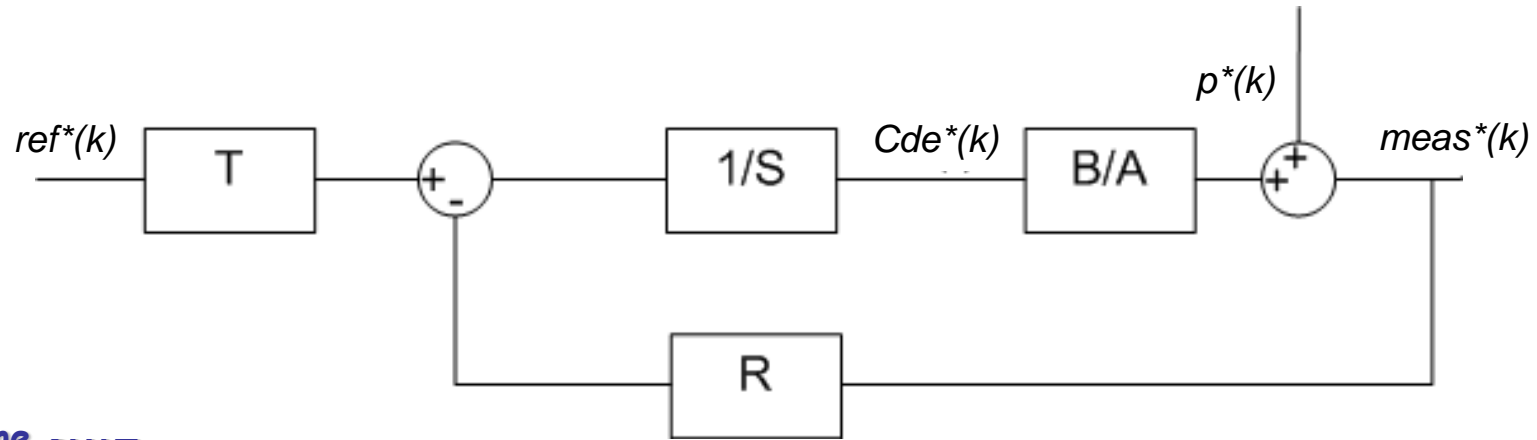 p*(k)
ref*(k) T + - 1/S Cde*(k) B/A + + meas*(k)
R